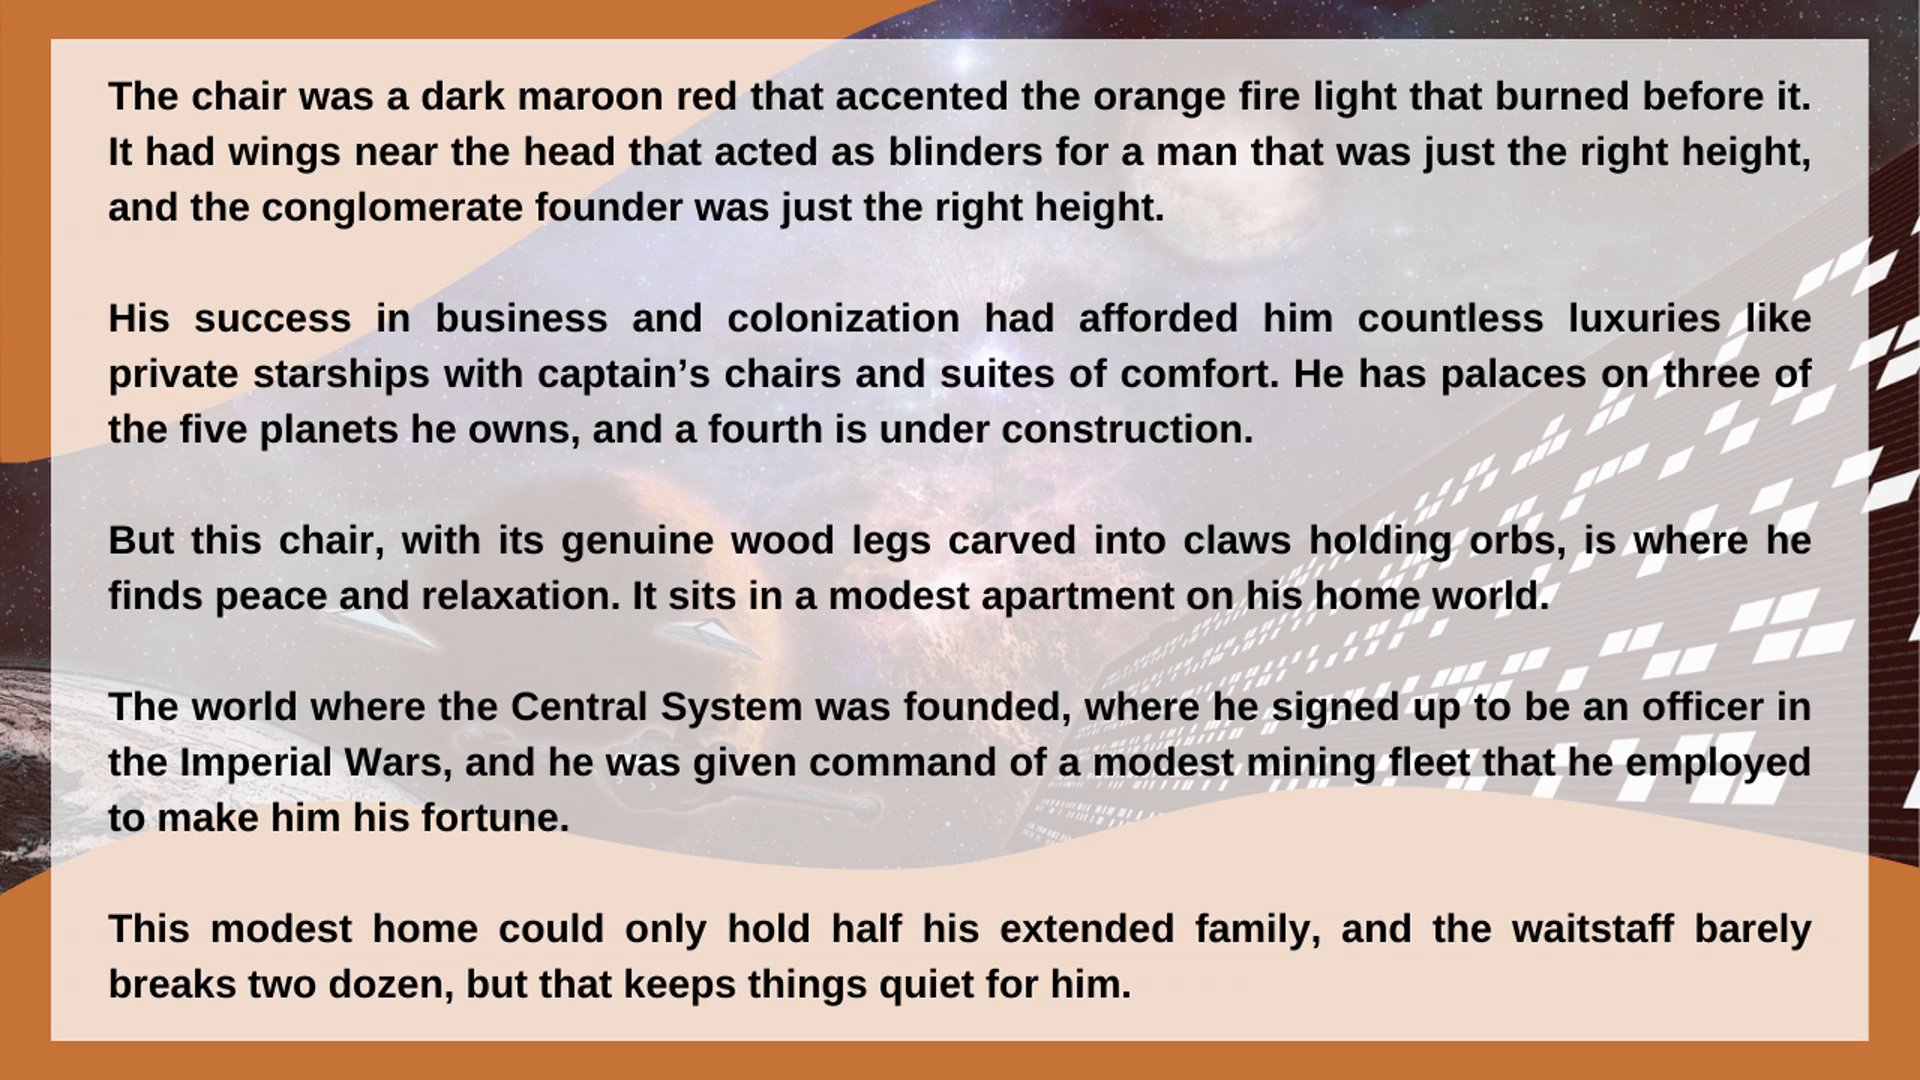 The chair was a dark maroon red that accented the orange fire light that burned before it.
It had wings near the head that acted as blinders for a man that was just the right height,
and the conglomerate founder was just the right height.
His success in business and colonization had afforded him countless luxuries like
private starships with captain’s chairs and suites of comfort. He has palaces on three of
the five planets he owns, and a fourth is under construction.
But this chair, with its genuine wood legs carved into claws holding orbs, is where he
finds peace and relaxation. It sits in a modest apartment on his home world.
The world where the Central System was founded, where he signed up to be an officer in
the Imperial Wars, and he was given command of a modest mining fleet that he employed
to make him his fortune.
This modest home could only hold half his extended family, and the waitstaff barely
breaks two dozen, but that keeps things quiet for him.